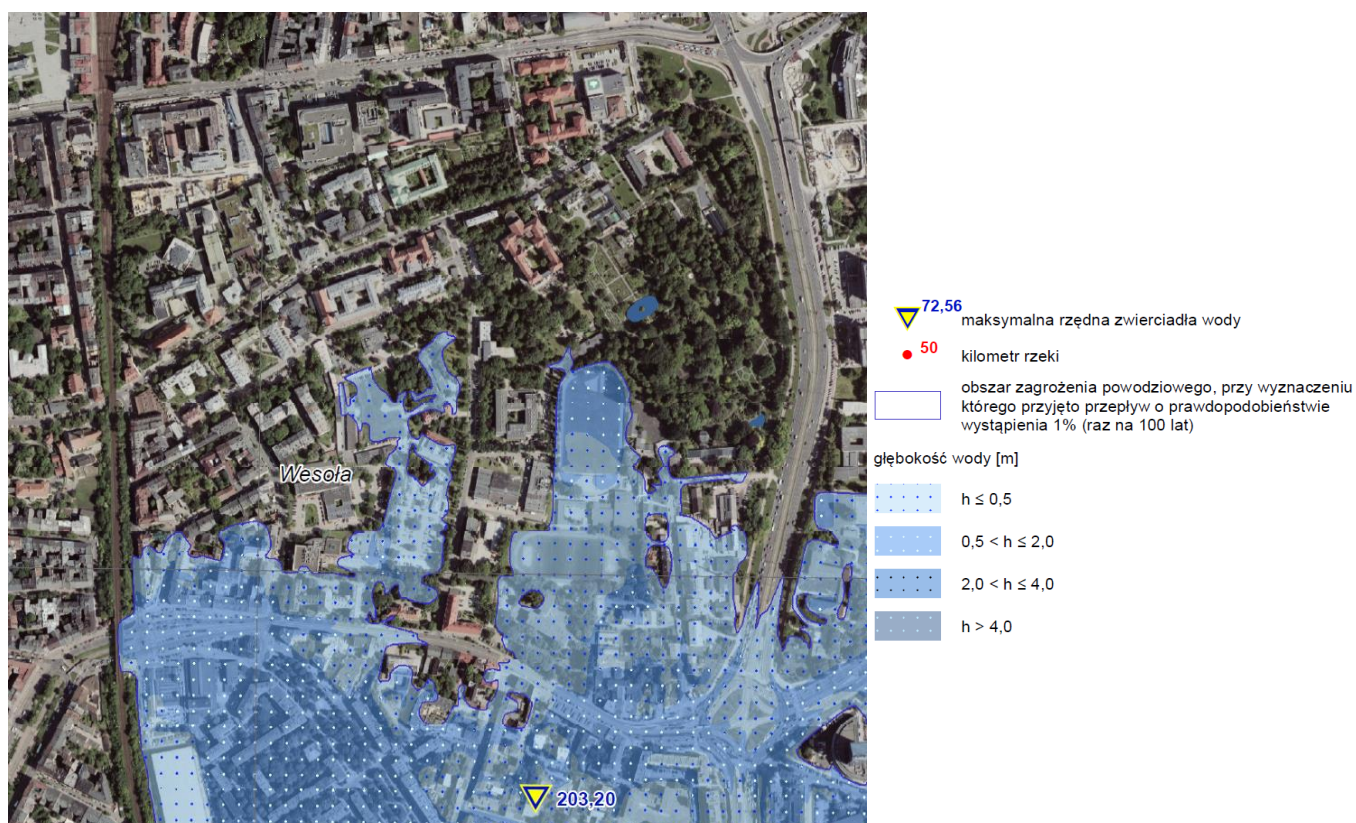 Wesoła
203,20
72,56
maksymalna rzędna zwierciadła wody
50
kilometr rzeki
obszar zagrożenia powodziowego, przy wyznaczeniu
którego przyjęto przepływ o prawdopodobieństwie
wystąpienia 1% (raz na 100 lat)
głębokość wody [m]
h ≤ 0,5
0,5 < h ≤ 2,0
2,0 < h ≤ 4,0
h > 4,0